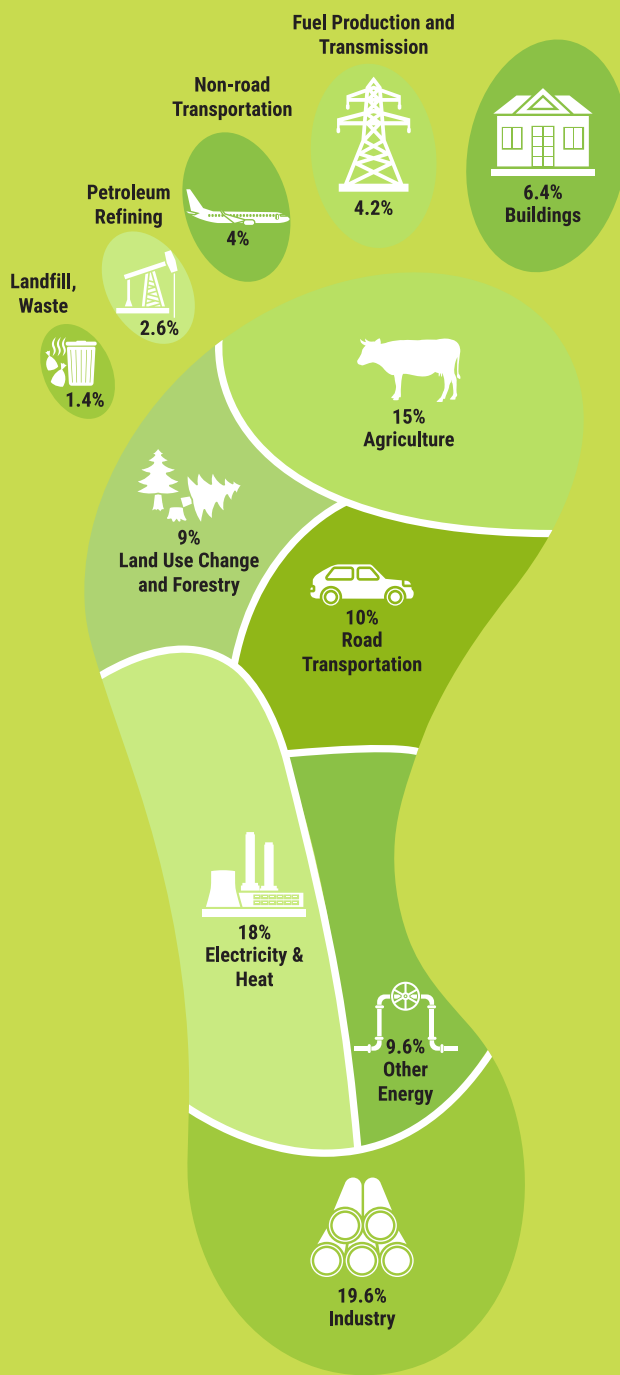 Fuel Production and
Transmission
4.2%
6.4%
Buildings
Non-road
Transportation
4%
Petroleum
Refining
2.6%
Landfill,
Waste
1.4%
15%
Agriculture
9%
Land Use Change
and Forestry
10%
Road
Transportation
18%
Electricity &
Heat
9.6%
Other
Energy
19.6%
Industry